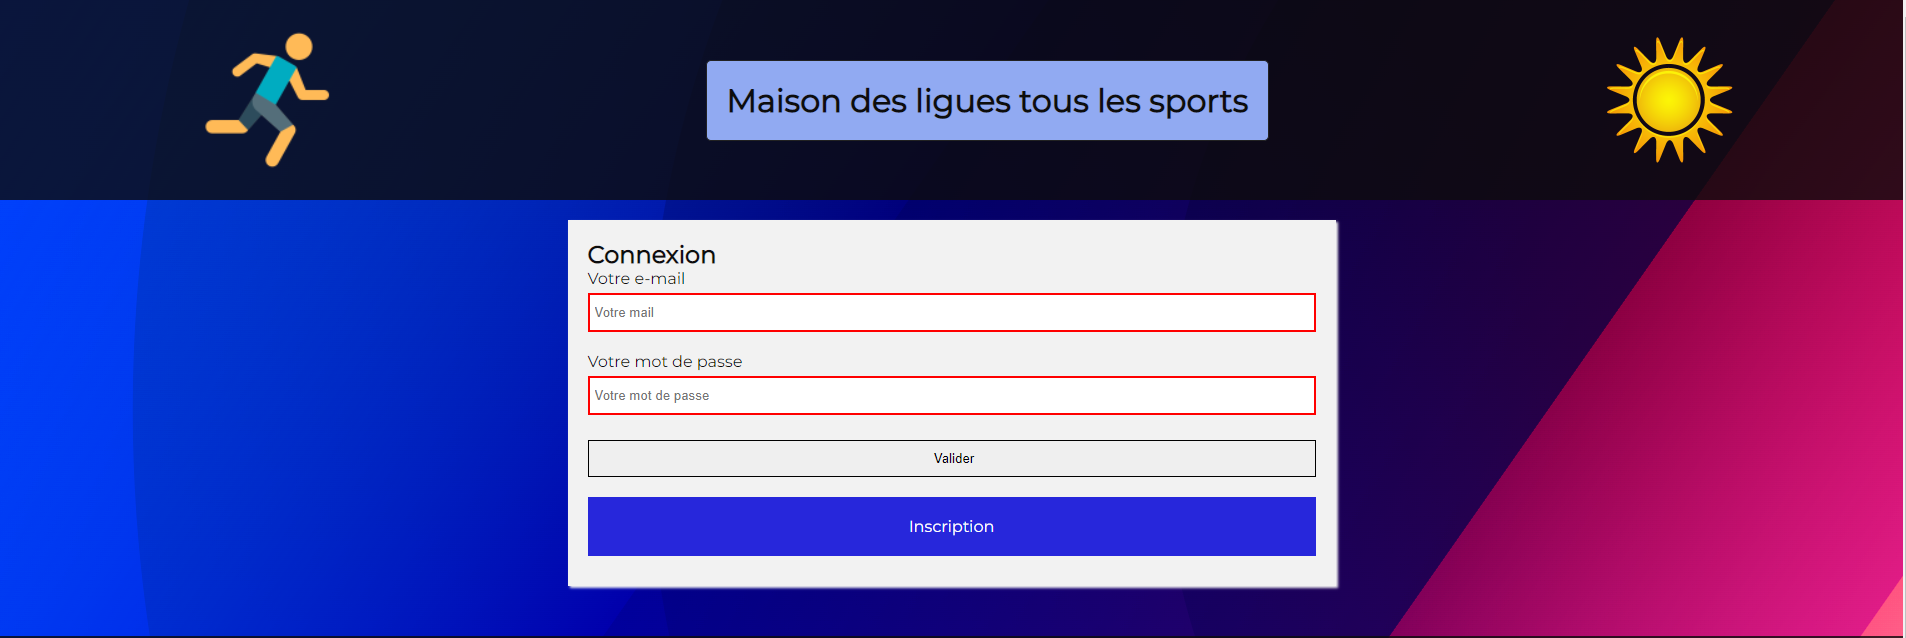 Maison des ligues tous les sports
Connexion
Votre e-mail
Votre mail
Votre mot de passe
Votre mot de passe
Valider
Inscription